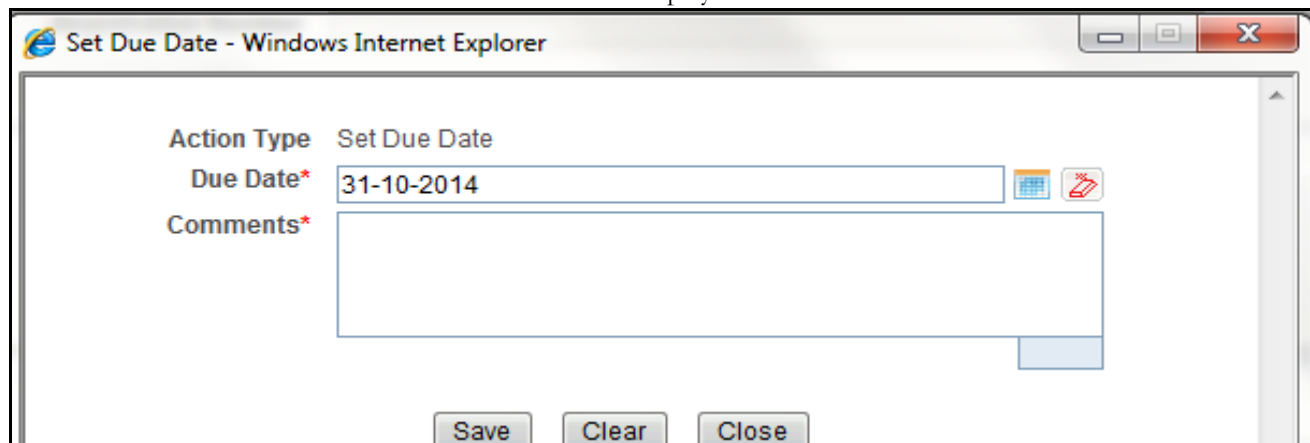 Set Due Date - Windows Internet Explorer
Action Type Set Due Date
Due Date* 31-10-2014
Comments*
Save Clear Close